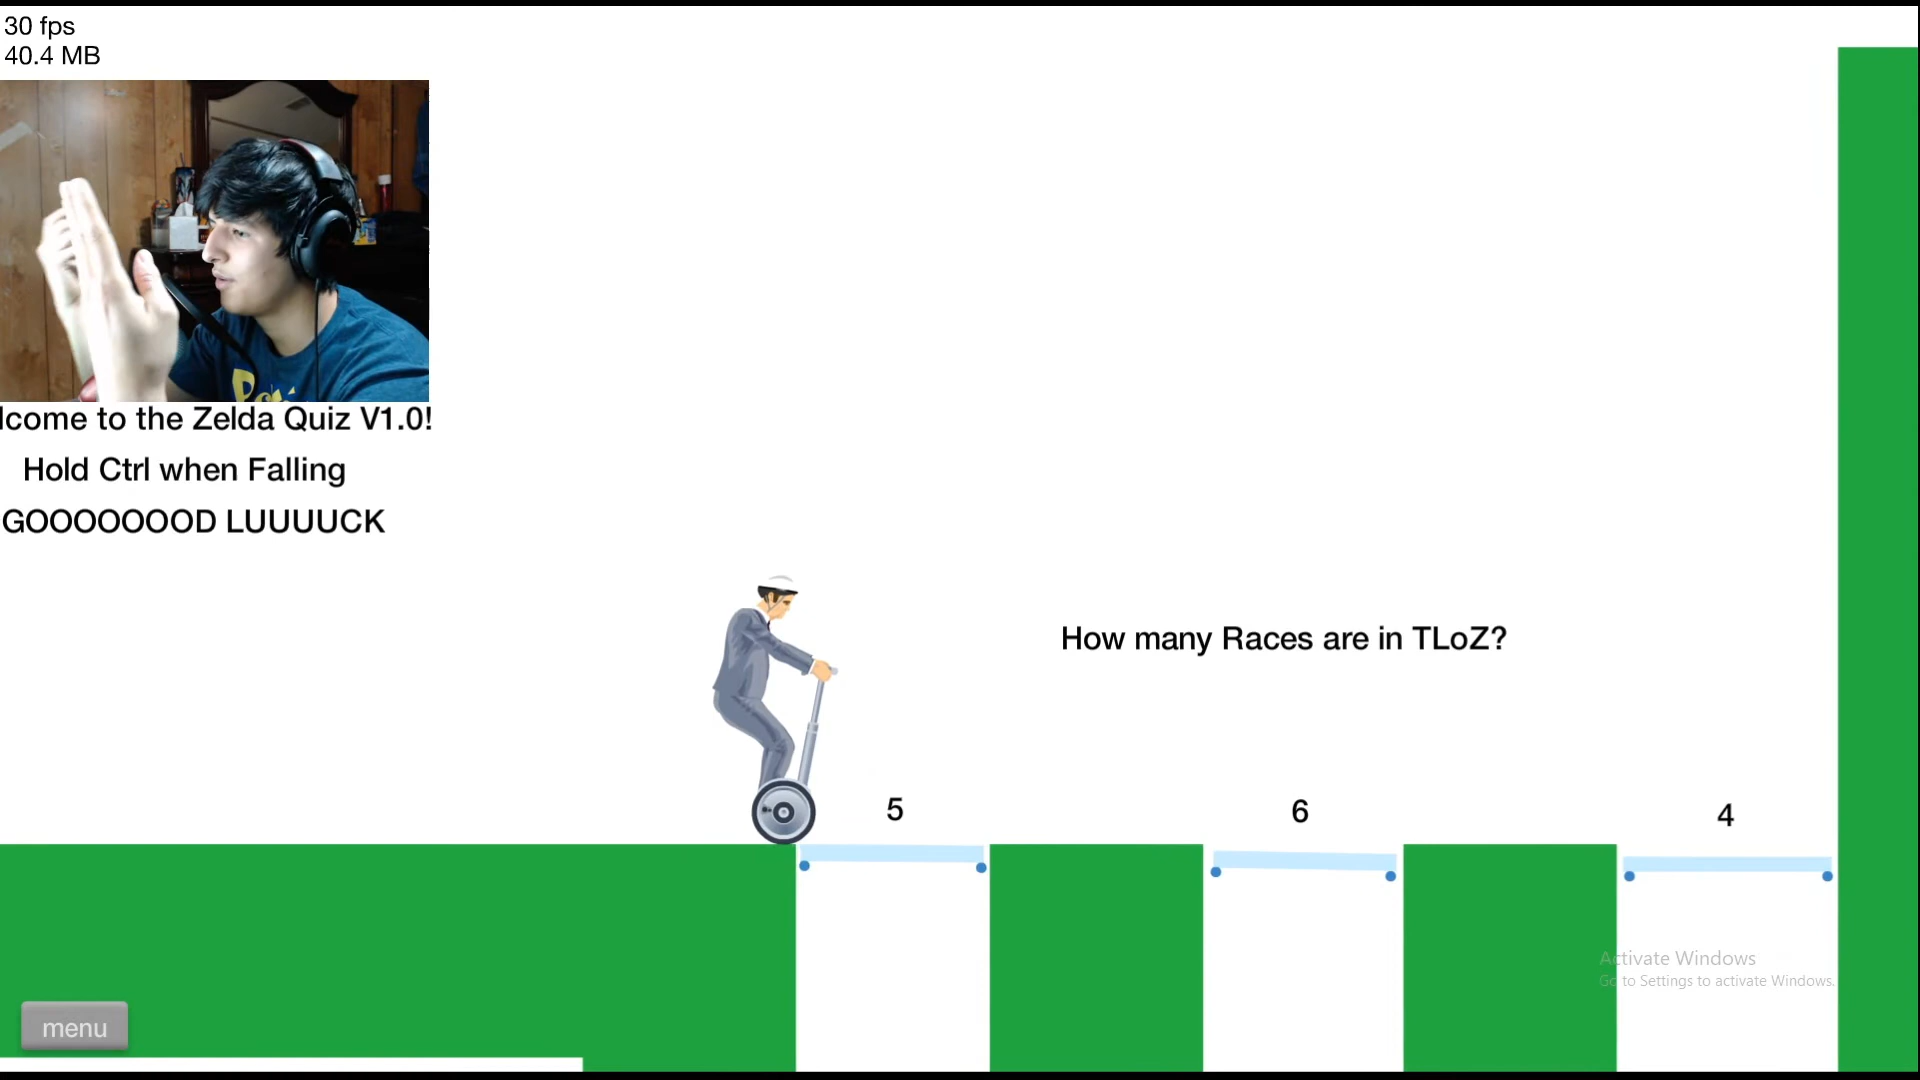 30 fps
40.4 MB
lcome to the Zelda Quiz V1.0!
Hold Ctrl when Falling
GOOOOOOOD LUUUUCK
How many Races are in TLoZ?
5
6
4
Activate Windows
Go to Settings to activate Windows.
menu